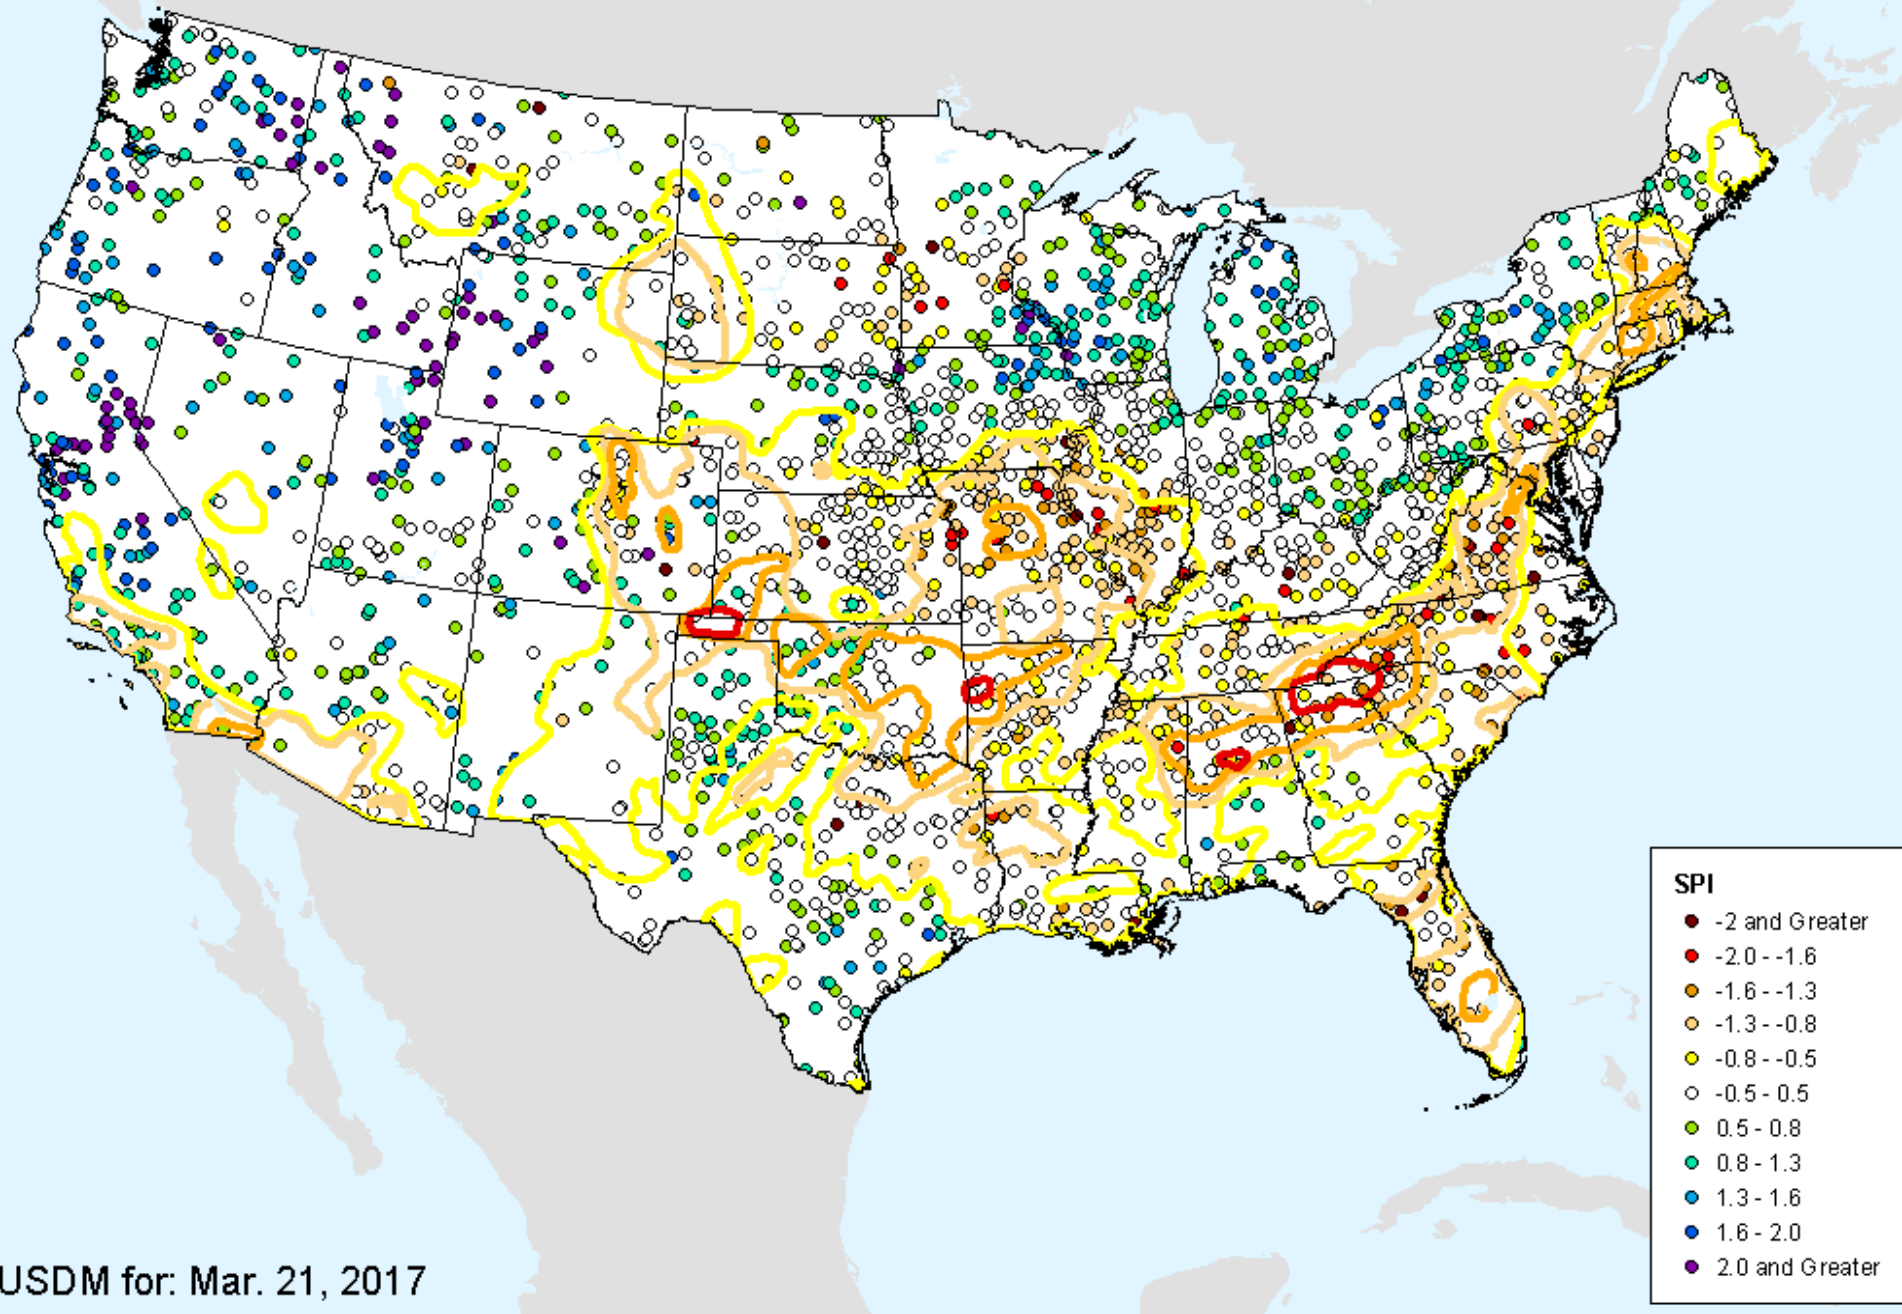 SPI
-2 and Greater
-2.0 - -1.6
-1.6 - -1.3
-1.3 - -0.8
-0.8 - -0.5
-0.5 - 0.5
0.5 - 0.8
0.8 - 1.3
1.3 - 1.6
1.6 - 2.0
2.0 and Greater
USDM for: Mar. 21, 2017